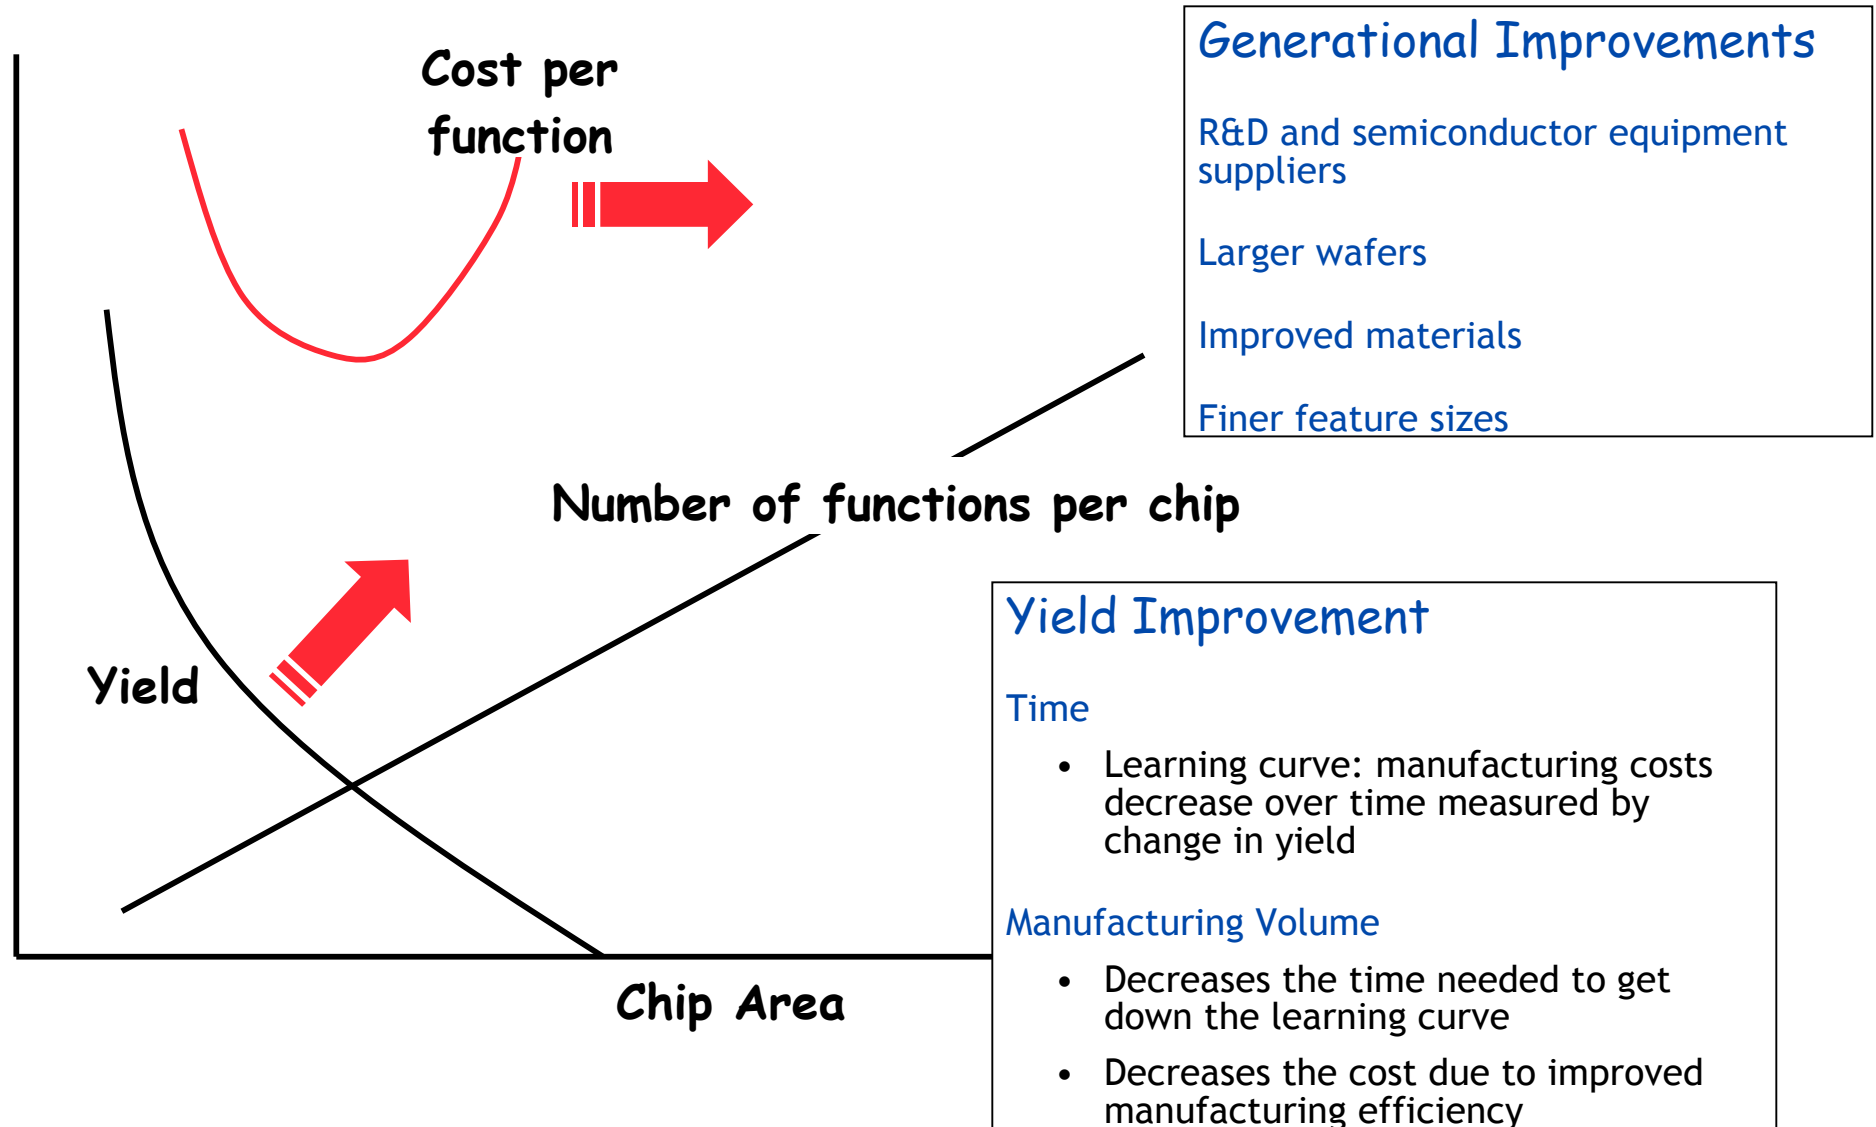 Cost per
function
Generational Improvements
R&D and semiconductor equipment
suppliers
Larger wafers
Improved materials
Finer feature sizes
Number of functions per chip
Yield
Yield Improvement
Time
• Learning curve: manufacturing costs
decrease over time measured by
change in yield
Manufacturing Volume
• Decreases the time needed to get
down the learning curve
• Decreases the cost due to improved
manufacturing efficiency
Chip Area